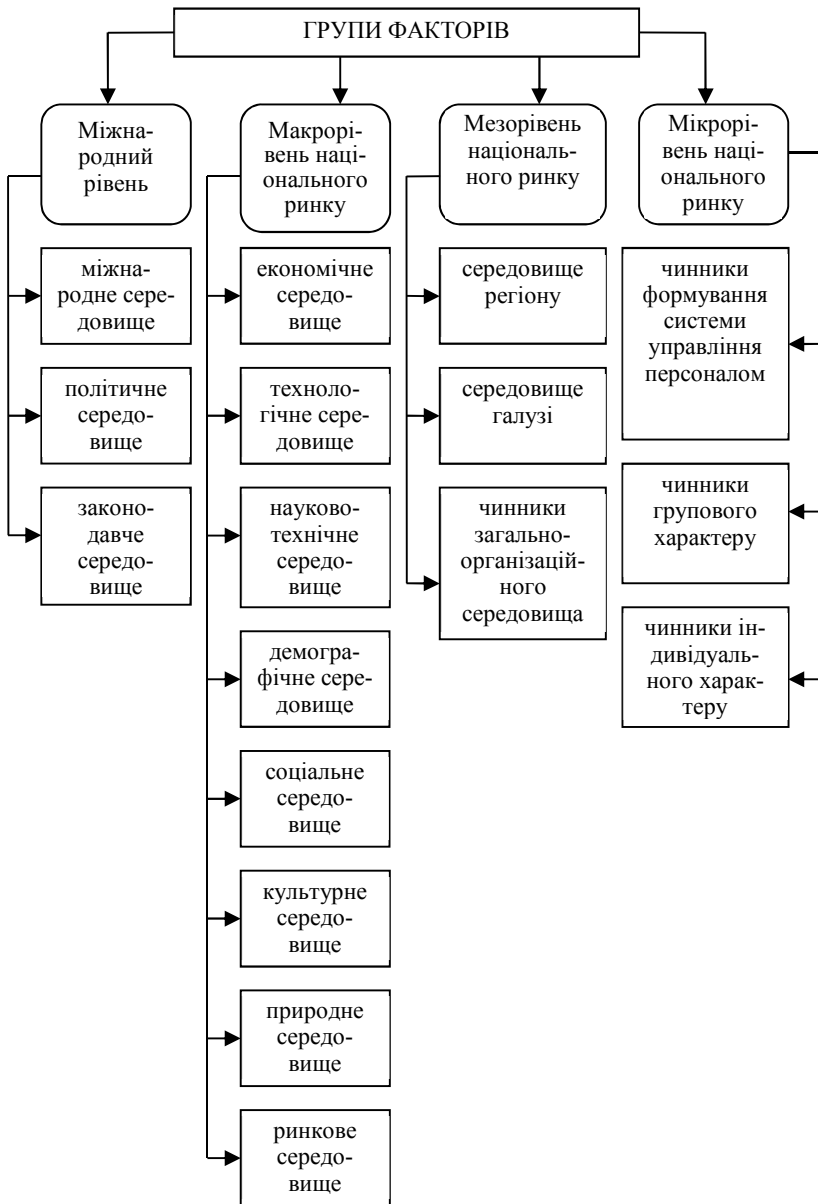 ГРУПИ ФАКТОРІВ
Міжна-
родний
рівень
міжна-
родне сере-
довище
політичне
середо-
вище
законо-
давче
середо-
вище
Макрорі-
вень наці-
онального
ринку
економічне
середо-
вище
техноло-
гічне сере-
довище
науково-
технічне
середо-
вище
демогра-
фічне сере-
довище
соціальне
середо-
вище
культурне
середо-
вище
природне
середо-
вище
ринкове
середо-
вище
Мезорівень
національ-
ного ринку
середовище
регіону
середовище
галузі
чинники
загально-
організацій-
ного
середовища
Мікрорі-
вень наці-
онального
ринку
чинники
формування
системи
управління
персоналом
чинники
групового
характеру
чинники ін-
дивідуаль-
ного харак-
теру